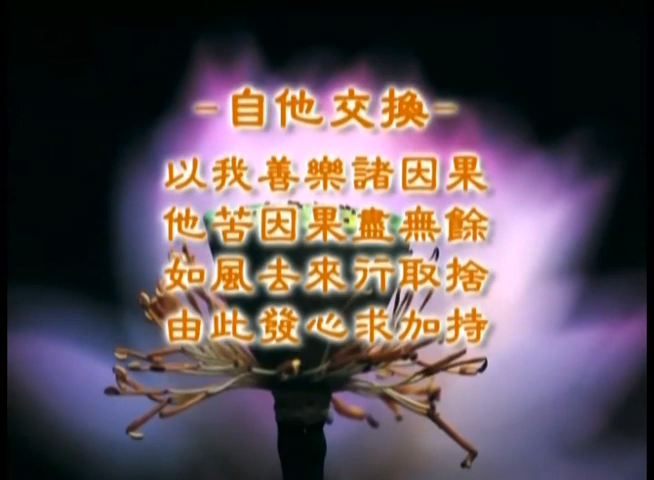 -自他交換-
以我善樂諸因果
他苦因果盡無餘
如風去來行取捨
由此發心求加持